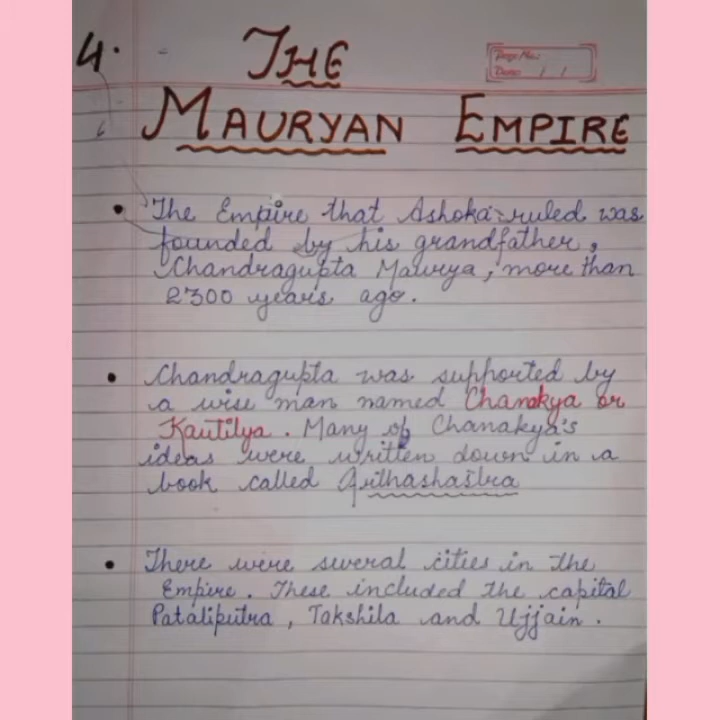 4.
THE
Page No.:
Date: / /
MAURYAN EMPIRE
• The Empire that Ashoka ruled was
founded by his grandfather,
Chandragupta Maurya, more than
2300 years ago.
• Chandragupta was supported by
a wise man named Chanakya or
Kautilya. Many of Chanakya's
ideas were written down in a
book called Arthashastra
• There were several cities in the
Empire. These included the capital
Pataliputra, Takshila and Ujjain.